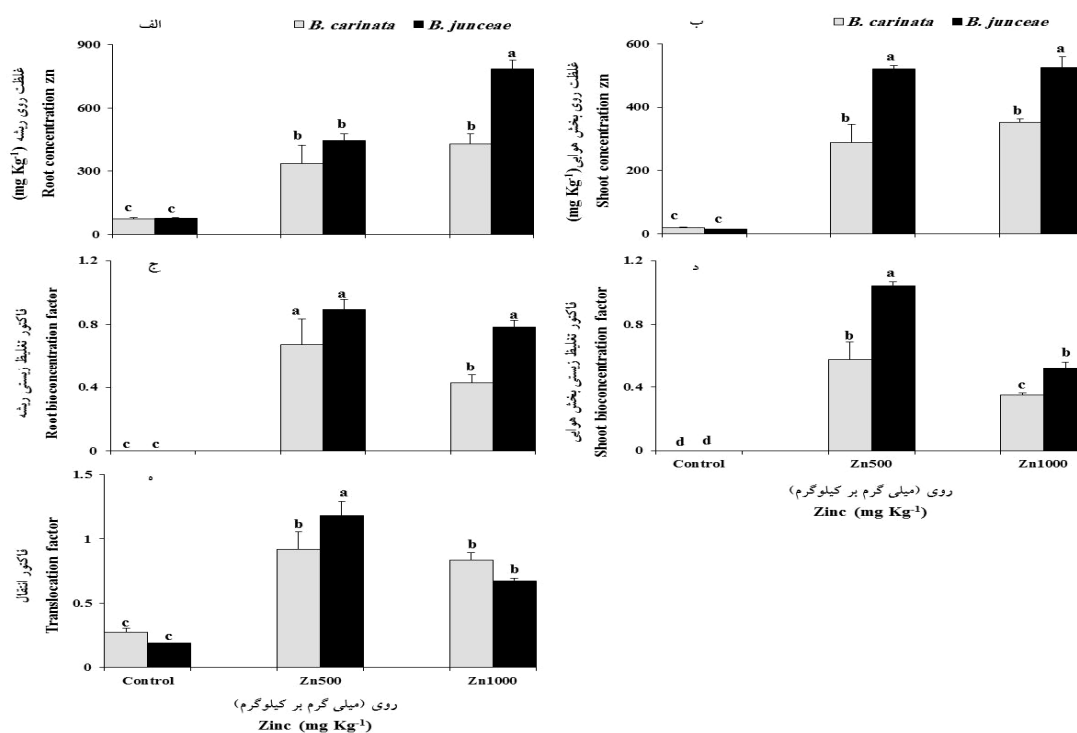 الف
B. carinata B. junceae
900
600
300
0
غلظت روی ریشه (mg Kg-1)
Root concentration zn
c c b b b a
ب
B. carinata B. junceae
600
400
200
0
غلظت روی بخش هوایی (mg Kg-1)
Shoot concentration zn
c c b a b a
ج
1.2
0.8
0.4
0
فاکتور تغلیظ زیستی ریشه
Root bioconcentration factor
c c a a b a
د
1.2
0.8
0.4
0
فاکتور تغلیظ زیستی بخش هوایی
Shoot bioconcentration factor
d d b a c b
Control Zn500 Zn1000
روی (میلی گرم بر کیلوگرم)
Zinc (mg Kg-1)
ه
1.5
1
0.5
0
فاکتور انتقال
Translocation factor
c c b a b b
Control Zn500 Zn1000
روی (میلی گرم بر کیلوگرم)
Zinc (mg Kg-1)